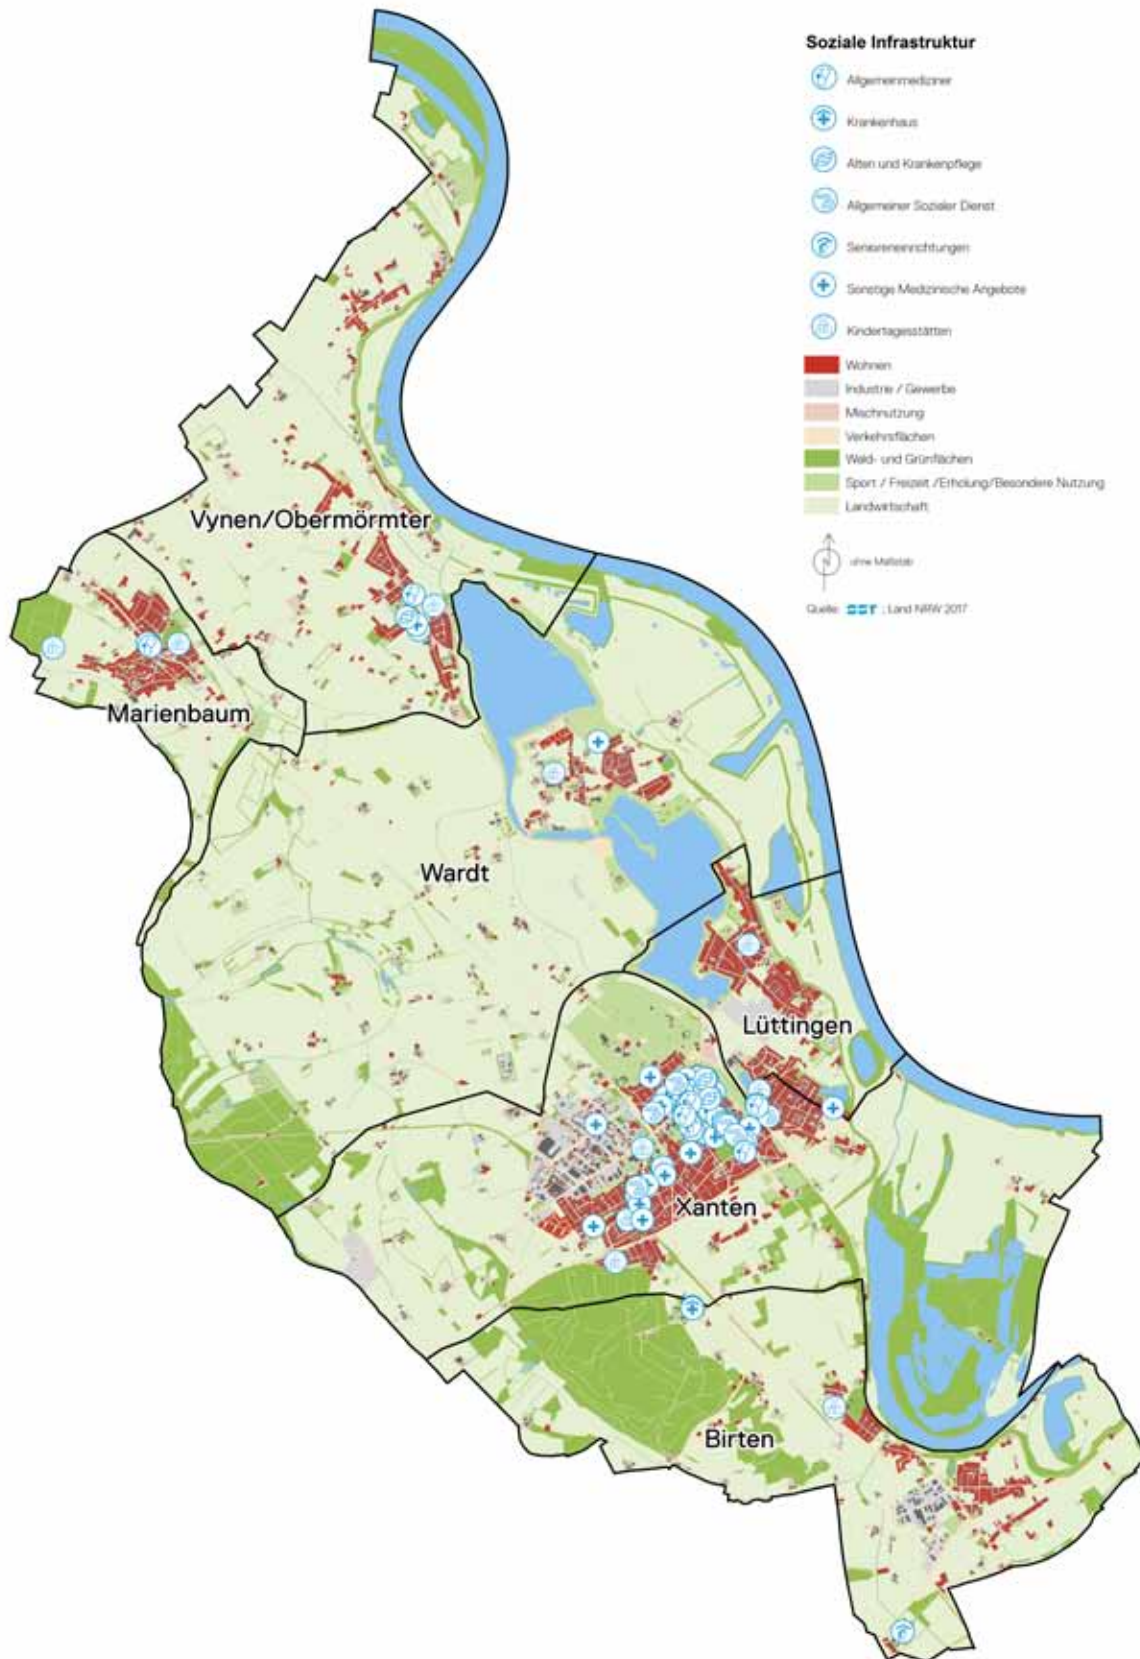 Soziale Infrastruktur
Allgemeinmediziner
Krankenhaus
Alten und Krankenpflege
Allgemeiner Sozialer Dienst
Senioreneinrichtungen
Sonstige Medizinische Angebote
Kindertagesstätten
Wohnen
Industrie / Gewerbe
Mischnutzung
Verkehrsflächen
Wald- und Grünflächen
Sport / Freizeit /Erholung/Besondere Nutzung
Landwirtschaft
N
ohne Maßstab
Quelle: ; Land NRW 2017
Vynen/Obermörmter
Marienbaum
Wardt
Lüttingen
Xanten
Birten